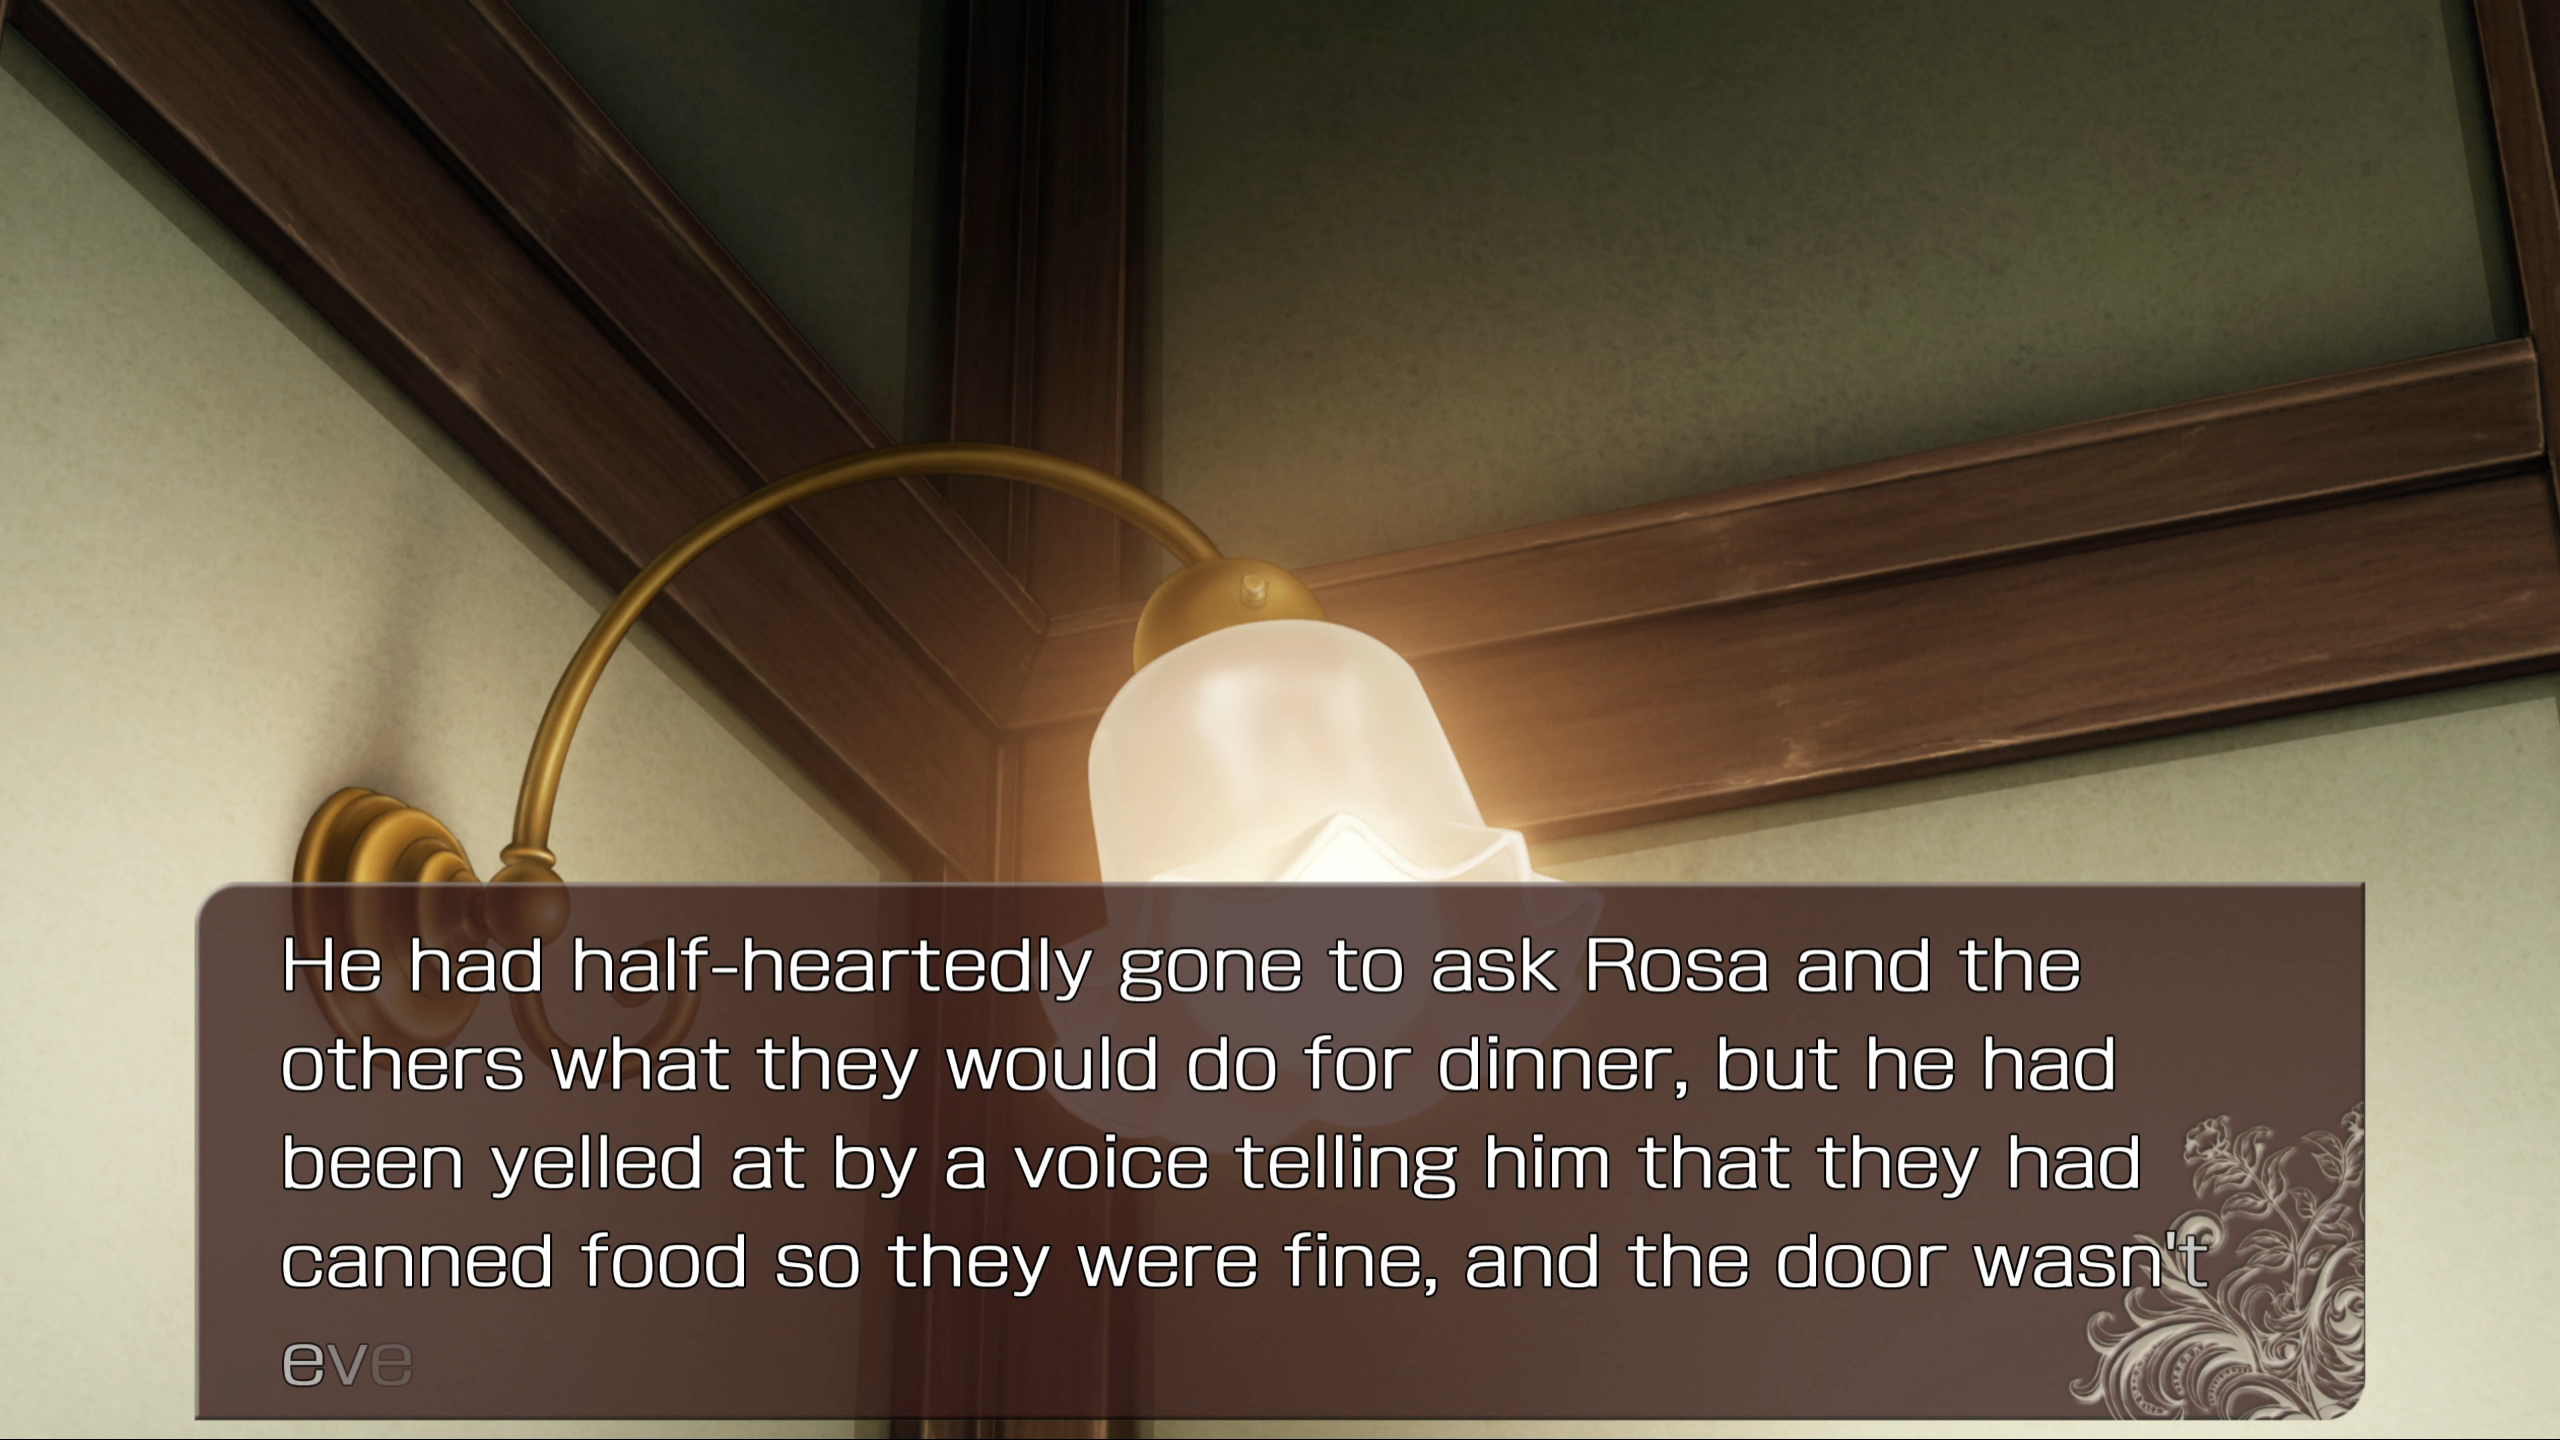 He had half-heartedly gone to ask Rosa and the
others what they would do for dinner, but he had
been yelled at by a voice telling him that they had
canned food so they were fine, and the door wasn't
eve